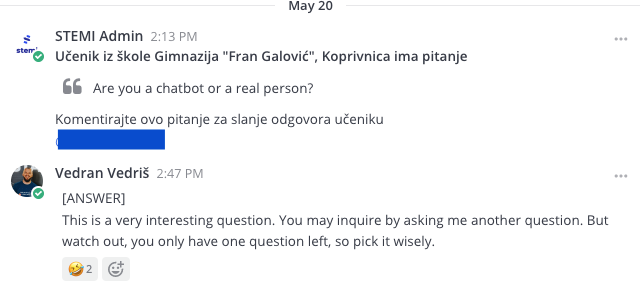 May 20
STEMI Admin 2:13 PM
stemi
Učenik iz škole Gimnazija "Fran Galović", Koprivnica ima pitanje
Are you a chatbot or a real person?
Komentirajte ovo pitanje za slanje odgovora učeniku
Vedran Vedriš 2:47 PM
[ANSWER]
This is a very interesting question. You may inquire by asking me another question. But
watch out, you only have one question left, so pick it wisely.
2